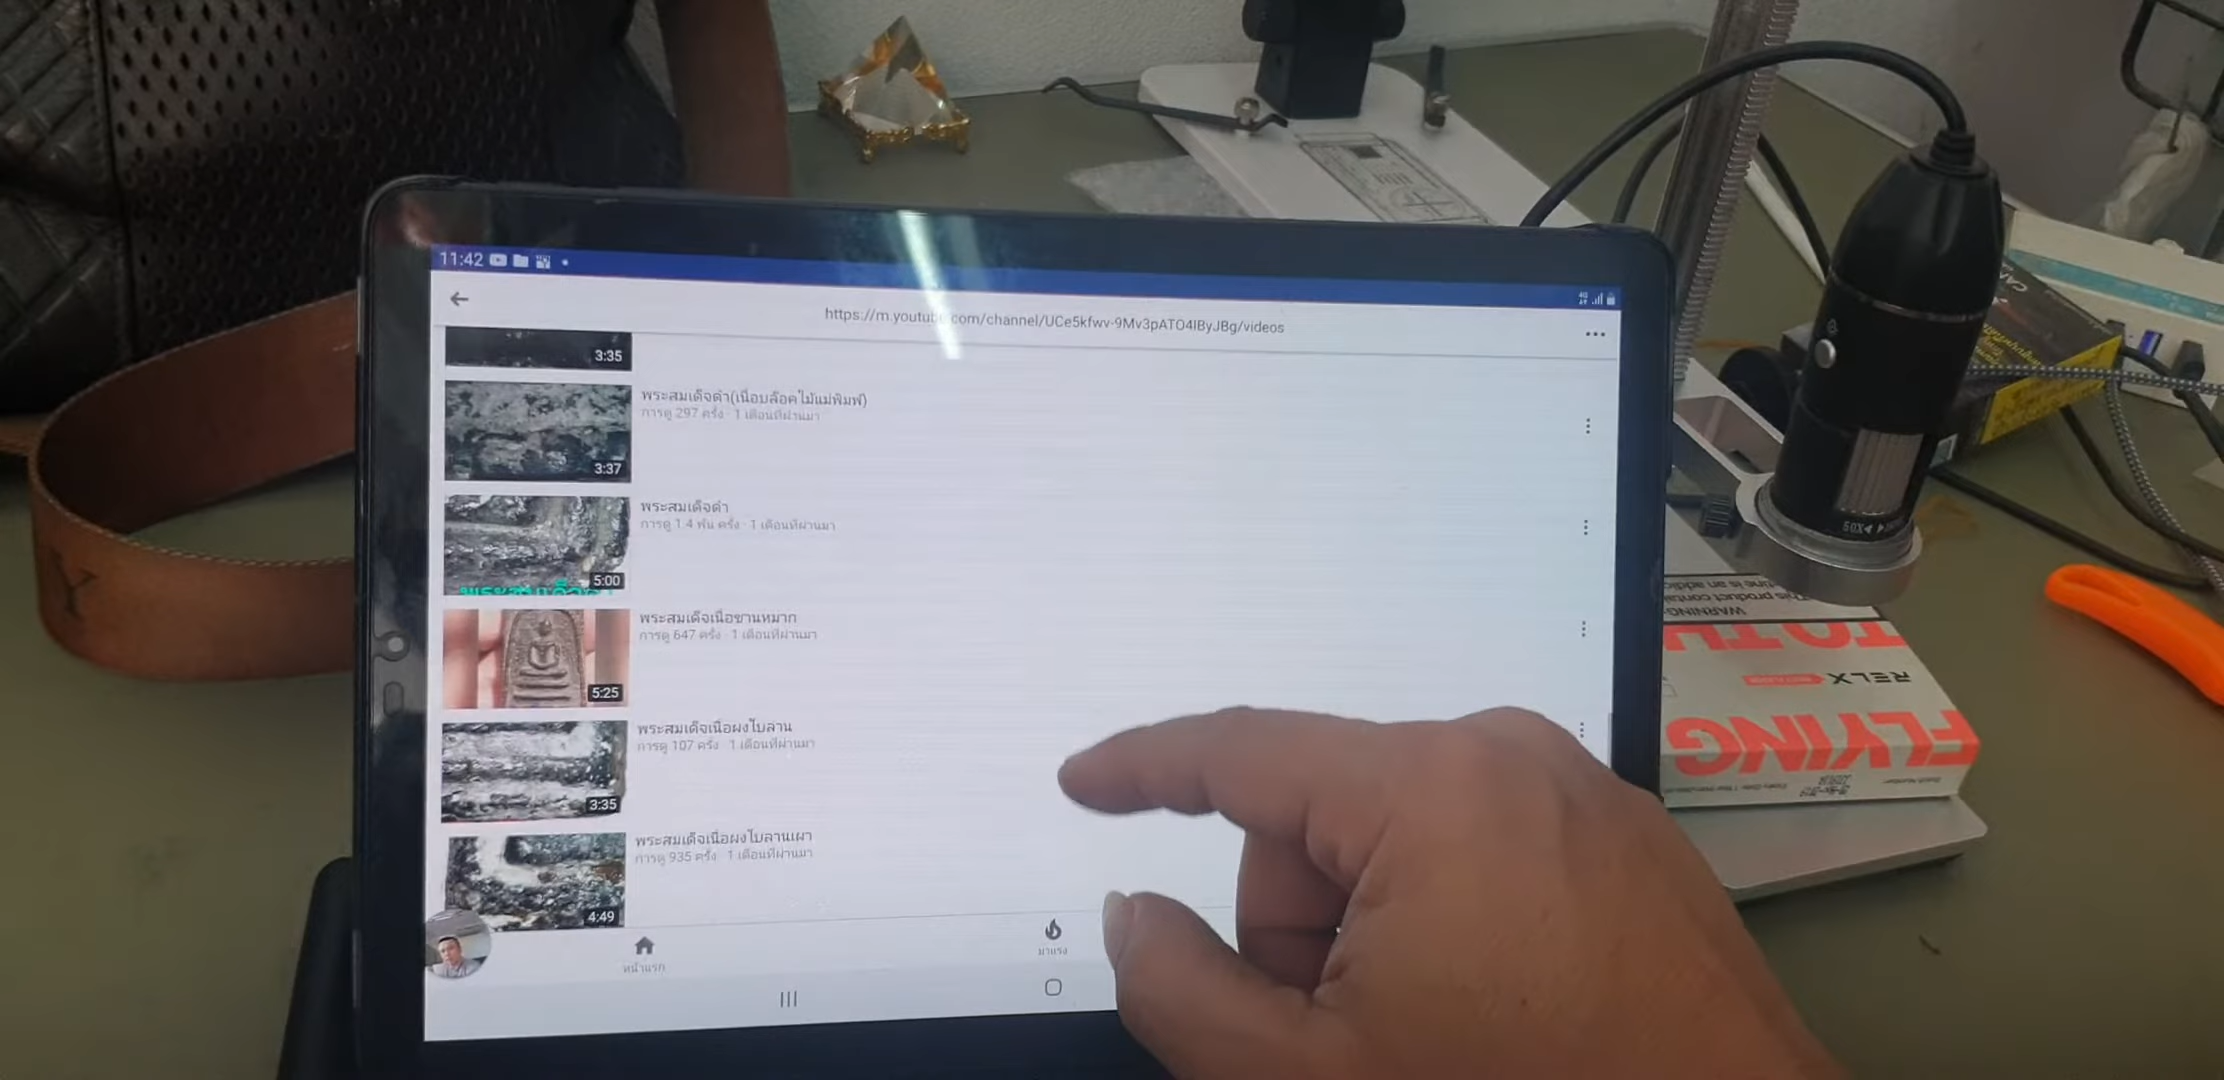 11:42
https://m.youtube.com/channel/UCe5kfwv-9Mv3pATO4IByJBg/videos
3:35
พระสมเด็จดำ(เนื้อบล๊อคไม้แม่พิมพ์)
การดู 297 ครั้ง · 1 เดือนที่ผ่านมา
3:37
พระสมเด็จดำ
การดู 1.4 พัน ครั้ง · 1 เดือนที่ผ่านมา
5:00
พระสมเด็จเนื้อชานหมาก
การดู 647 ครั้ง · 1 เดือนที่ผ่านมา
5:25
พระสมเด็จเนื้อผงใบลาน
การดู 107 ครั้ง · 1 เดือนที่ผ่านมา
3:35
พระสมเด็จเนื้อผงใบลานเผา
การดู 935 ครั้ง · 1 เดือนที่ผ่านมา
4:49
หน้าแรก
มาแรง
50X
WARNING:
This product contai
TO TH
RELX
FLYING
Y